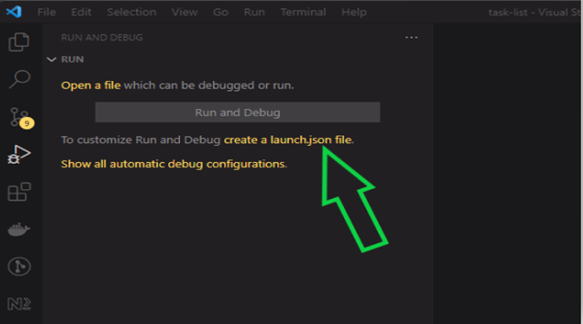 File Edit Selection View Go Run Terminal Help task-list - Visual St
RUN AND DEBUG ...
RUN
Open a file which can be debugged or run.
Run and Debug
To customize Run and Debug create a launch.json file.
Show all automatic debug configurations.
9